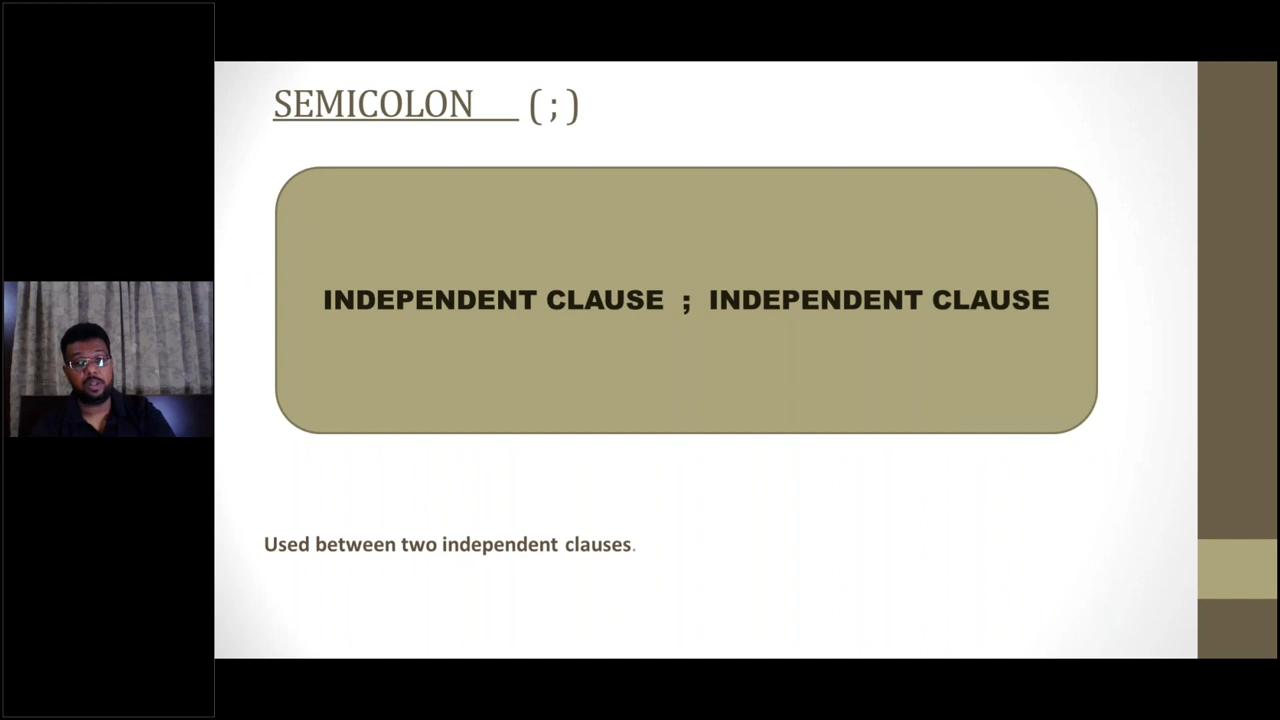 SEMICOLON ( ; )
INDEPENDENT CLAUSE ; INDEPENDENT CLAUSE
Used between two independent clauses.